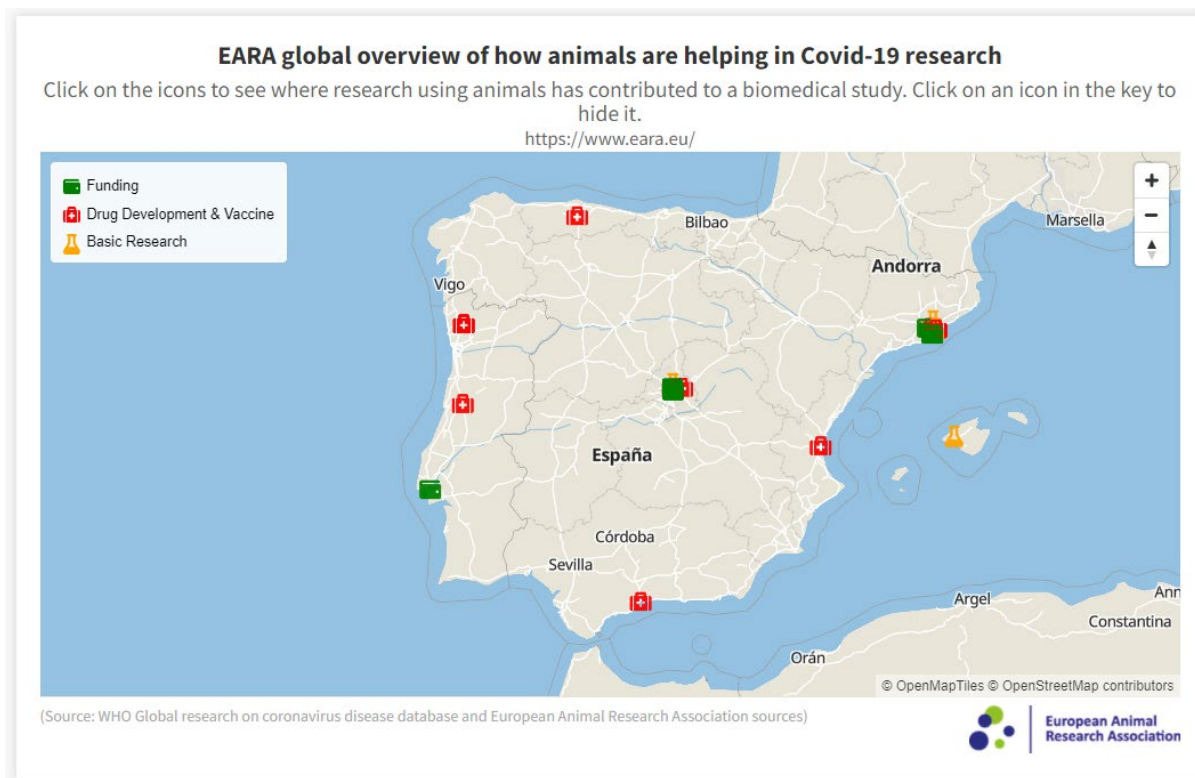 EARA global overview of how animals are helping in Covid-19 research
Click on the icons to see where research using animals has contributed to a biomedical study. Click on an icon in the key to
hide it.
https://www.eara.eu/
Funding
Drug Development & Vaccine
Basic Research
+
−
Bilbao
Marsella
Andorra
Vigo
España
Córdoba
Sevilla
Argel
Ann
Constantina
Orán
© OpenMapTiles © OpenStreetMap contributors
(Source: WHO Global research on coronavirus disease database and European Animal Research Association sources)
European Animal
Research Association